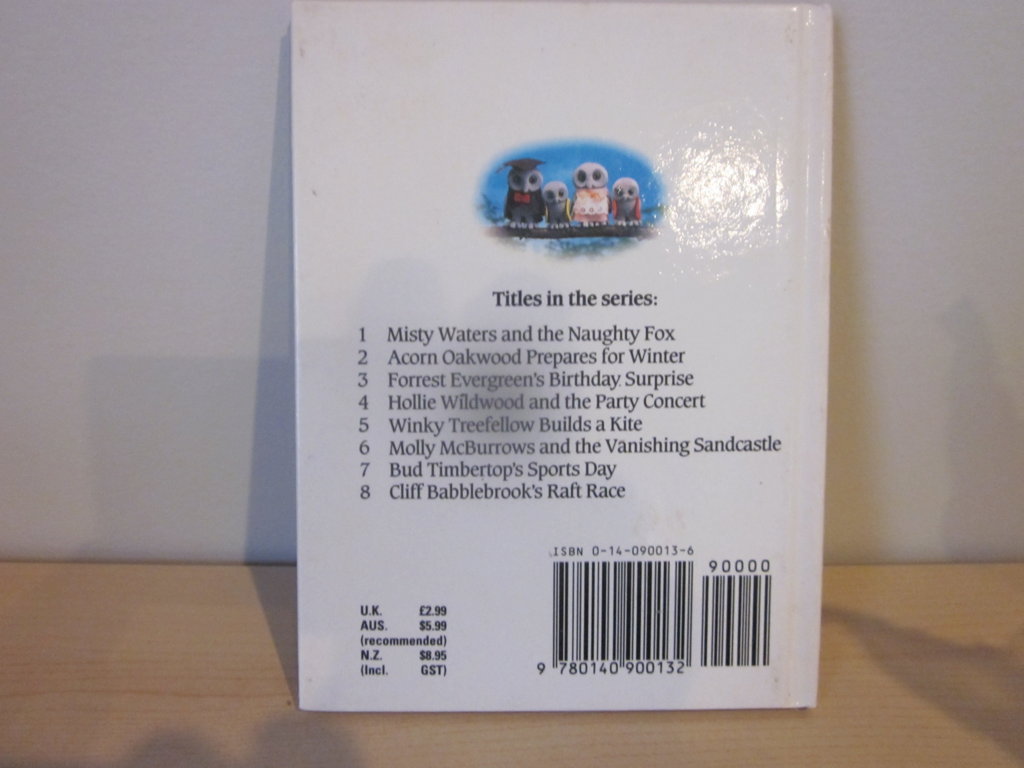 Titles in the series:
1 Misty Waters and the Naughty Fox
2 Acorn Oakwood Prepares for Winter
3 Forrest Evergreen's Birthday Surprise
4 Hollie Wildwood and the Party Concert
5 Winky Treefellow Builds a Kite
6 Molly McBurrows and the Vanishing Sandcastle
7 Bud Timbertop's Sports Day
8 Cliff Babblebrook's Raft Race
ISBN 0-14-090013-6
90000
U.K. £2.99
AUS. $5.99
(recommended)
N.Z. $8.95
(Incl. GST)
9 780140 900132